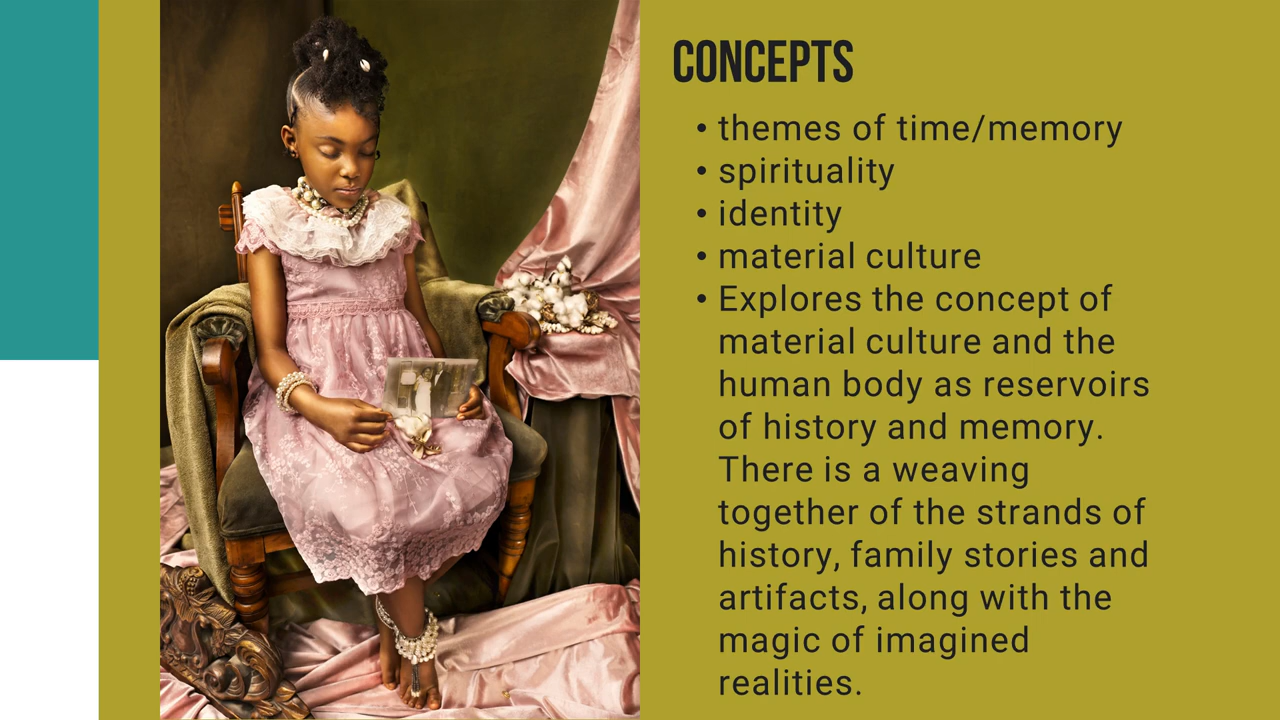 CONCEPTS
• themes of time/memory
• spirituality
• identity
• material culture
• Explores the concept of
material culture and the
human body as reservoirs
of history and memory.
There is a weaving
together of the strands of
history, family stories and
artifacts, along with the
magic of imagined
realities.